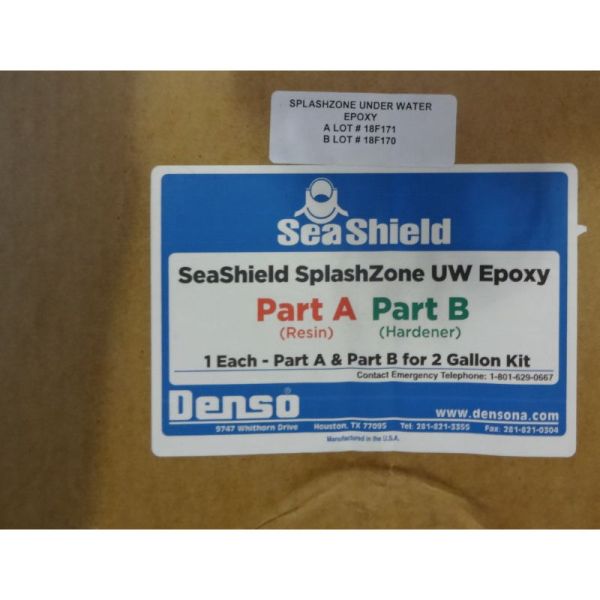 SPLASHZONE UNDER WATER
EPOXY
A LOT # 18F171
B LOT # 18F170
SeaShield
SeaShield SplashZone UW Epoxy
Part A Part B
(Resin) (Hardener)
1 Each - Part A & Part B for 2 Gallon Kit
Contact Emergency Telephone: 1-801-629-0667
Denso®
www.densona.com
9747 Whithorn Drive Houston, TX 77095 Tel: 281-821-3355 Fax: 281-821-0304
Manufactured in the U.S.A.